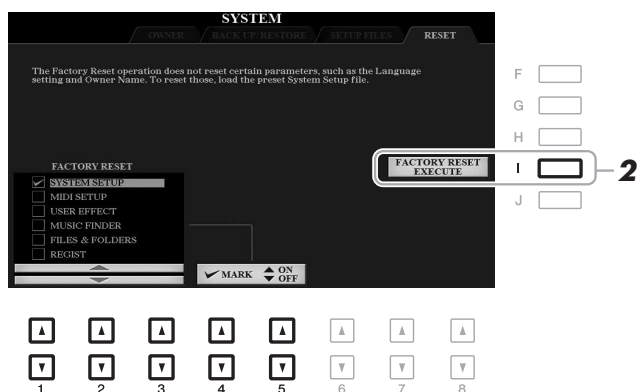 SYSTEM
OWNER BACK UP/RESTORE SETUP FILES RESET
The Factory Reset operation does not reset certain parameters, such as the Language
setting and Owner Name. To reset those, load the preset System Setup file.
F
G
H
FACTORY RESET
EXECUTE
I
2
J
FACTORY RESET
SYSTEM SETUP
MIDI SETUP
USER EFFECT
MUSIC FINDER
FILES & FOLDERS
REGIST
MARK ON
OFF
1 2 3 4 5 6 7 8